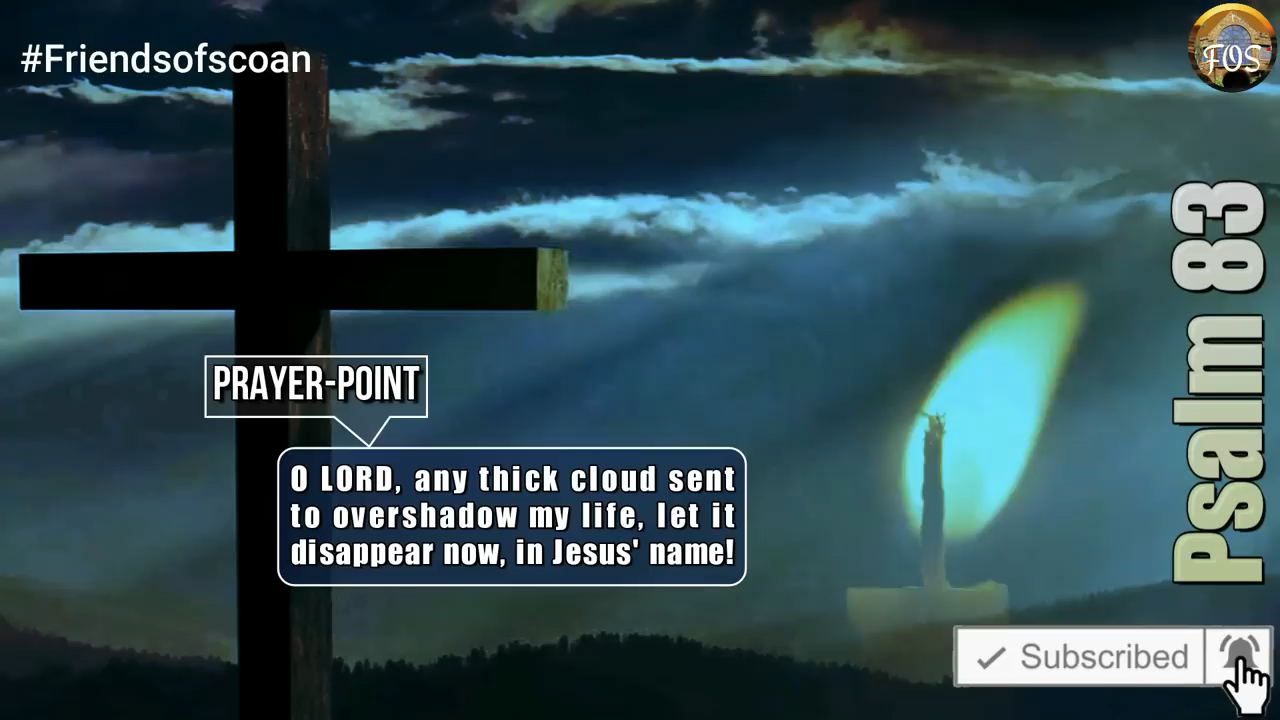 #Friendsofscoan
FOS
PRAYER-POINT
O LORD, any thick cloud sent
to overshadow my life, let it
disappear now, in Jesus' name!
Psalm 83
Subscribed